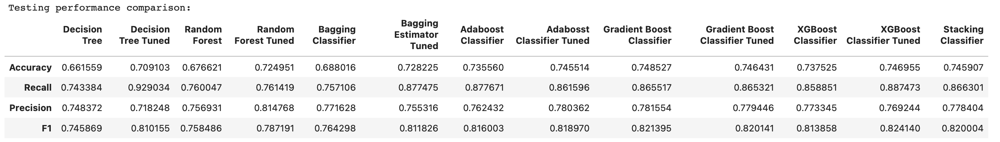 Testing performance comparison:
Decision Tree Decision Tree Tuned Random Forest Random Forest Tuned Bagging Classifier Bagging Estimator Tuned Adaboost Classifier Adabosst Classifier Tuned Gradient Boost Classifier Gradient Boost Classifier Tuned XGBoost Classifier XGBoost Classifier Tuned Stacking Classifier
Accuracy 0.661559 0.709103 0.676621 0.724951 0.688016 0.728225 0.735560 0.745514 0.748527 0.746431 0.737525 0.746955 0.745907
Recall 0.743384 0.929034 0.760047 0.761419 0.757106 0.877475 0.877671 0.861596 0.865517 0.865321 0.858851 0.887473 0.866301
Precision 0.748372 0.718248 0.756931 0.814768 0.771628 0.755316 0.762432 0.780362 0.781554 0.779446 0.773345 0.769244 0.778404
F1 0.745869 0.810155 0.758486 0.787191 0.764298 0.811826 0.816003 0.818970 0.821395 0.820141 0.813858 0.824140 0.820004